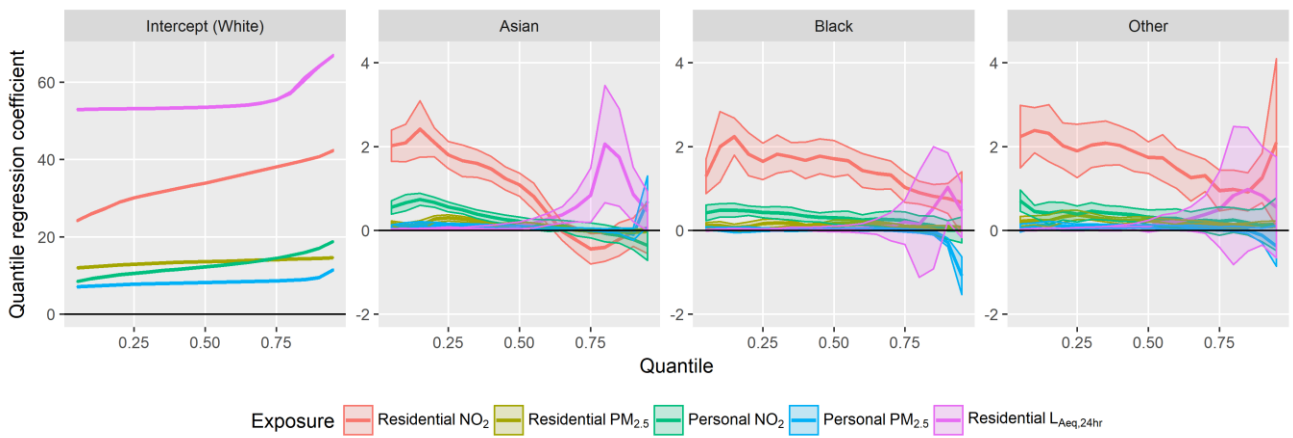 Intercept (White)
Asian
Black
Other
Quantile regression coefficient
60
40
20
0
4
2
0
-2
4
2
0
-2
4
2
0
-2
0.25 0.50 0.75
0.25 0.50 0.75
0.25 0.50 0.75
0.25 0.50 0.75
Quantile
Exposure Residential NO₂ Residential PM₂.₅ Personal NO₂ Personal PM₂.₅ Residential L_Aeq,24hr